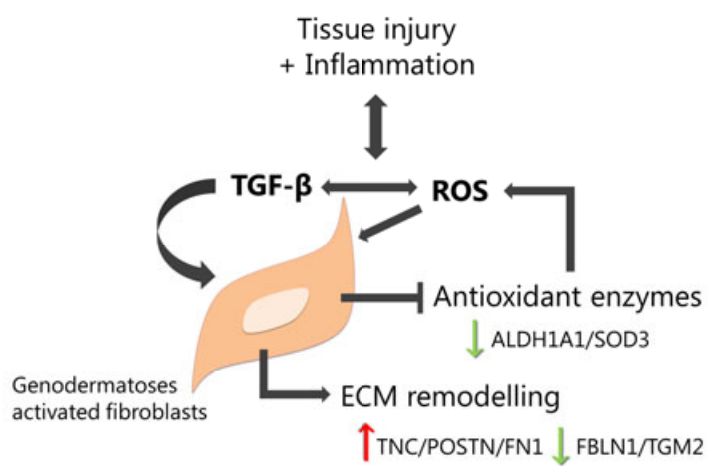 Tissue injury
+ Inflammation
TGF-β
ROS
Antioxidant enzymes
ALDH1A1/SOD3
Genodermatoses
activated fibroblasts
ECM remodelling
TNC/POSTN/FN1
FBLN1/TGM2